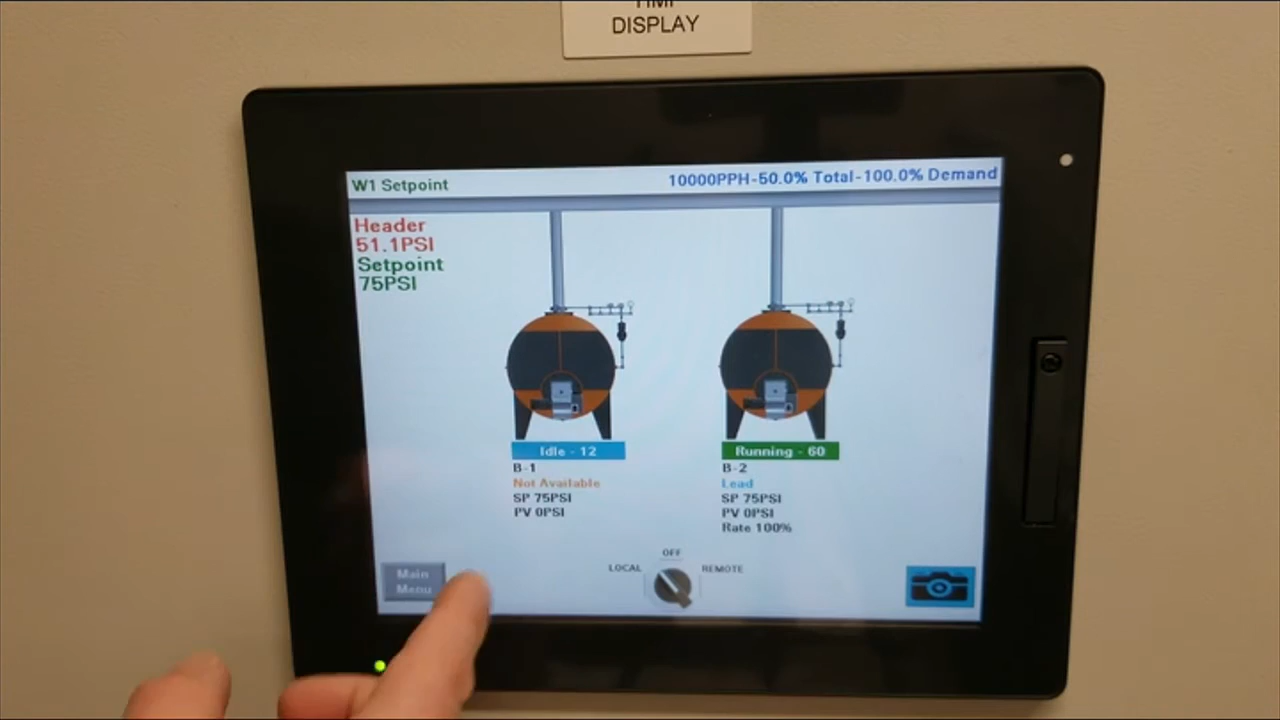 HMI
DISPLAY
W1 Setpoint
10000PPH-50.0% Total-100.0% Demand
Header
51.1PSI
Setpoint
75PSI
Idle - 12
B-1
Not Available
SP 75PSI
PV 0PSI
Running - 60
B-2
Lead
SP 75PSI
PV 0PSI
Rate 100%
OFF
LOCAL
REMOTE
Main
Menu